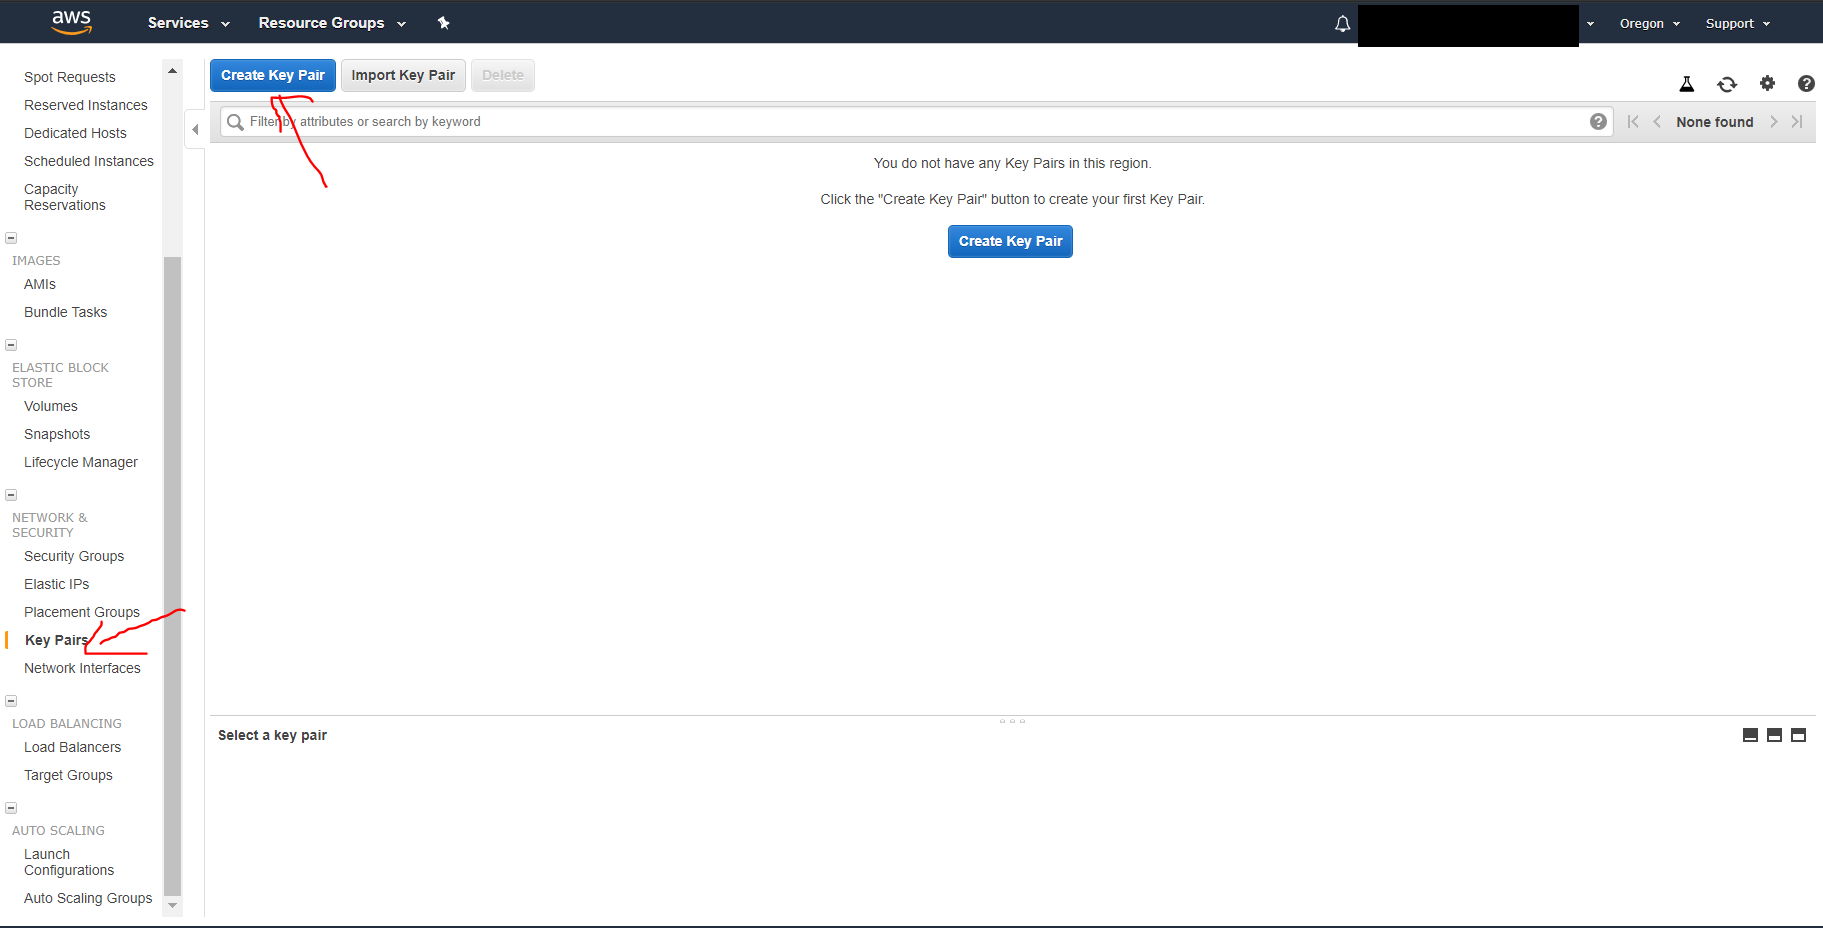 aws Services Resource Groups Oregon Support
Spot Requests
Reserved Instances
Dedicated Hosts
Scheduled Instances
Capacity
Reservations
IMAGES
AMIs
Bundle Tasks
ELASTIC BLOCK
STORE
Volumes
Snapshots
Lifecycle Manager
NETWORK &
SECURITY
Security Groups
Elastic IPs
Placement Groups
Key Pairs
Network Interfaces
LOAD BALANCING
Load Balancers
Target Groups
AUTO SCALING
Launch
Configurations
Auto Scaling Groups
Create Key Pair Import Key Pair Delete
Filter by attributes or search by keyword None found
You do not have any Key Pairs in this region.
Click the "Create Key Pair" button to create your first Key Pair.
Create Key Pair
Select a key pair